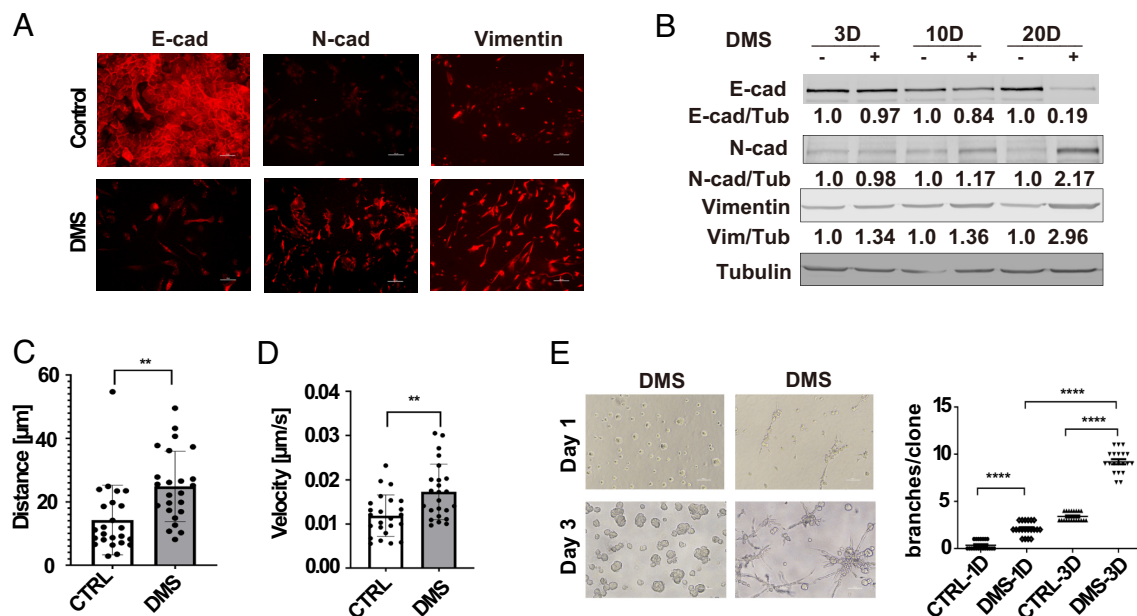 A
E-cad N-cad Vimentin
Control
DMS
B
DMS 3D 10D 20D
- + - + - +
E-cad
E-cad/Tub 1.0 0.97 1.0 0.84 1.0 0.19
N-cad
N-cad/Tub 1.0 0.98 1.0 1.17 1.0 2.17
Vimentin
Vim/Tub 1.0 1.34 1.0 1.36 1.0 2.96
Tubulin
C
**
Distance [µm]
60
40
20
0
CTRL DMS
D
**
Velocity [µm/s]
0.04
0.03
0.02
0.01
0.00
CTRL DMS
E
DMS DMS
Day 1
Day 3
branches/clone
15
10
5
0
****
****
****
CTRL-1D DMS-1D CTRL-3D DMS-3D